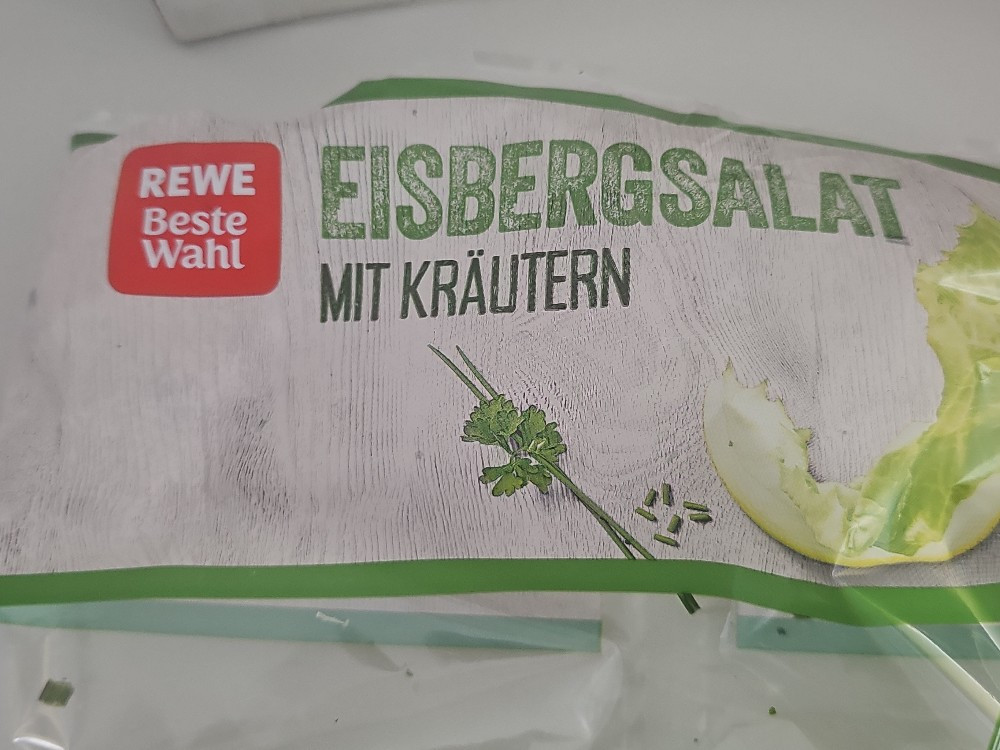 REWE
Beste
Wahl
EISBERGSALAT
MIT KRÄUTERN